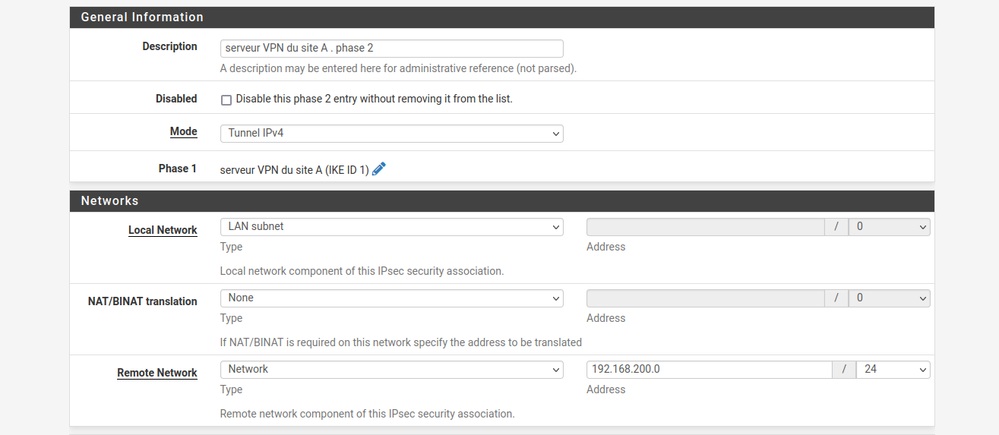 General Information
Description
serveur VPN du site A . phase 2
A description may be entered here for administrative reference (not parsed).
Disabled
Disable this phase 2 entry without removing it from the list.
Mode
Tunnel IPv4
Phase 1
serveur VPN du site A (IKE ID 1)
Networks
Local Network
LAN subnet
/
0
Type
Address
Local network component of this IPsec security association.
NAT/BINAT translation
None
/
0
Type
Address
If NAT/BINAT is required on this network specify the address to be translated
Remote Network
Network
192.168.200.0
/
24
Type
Address
Remote network component of this IPsec security association.